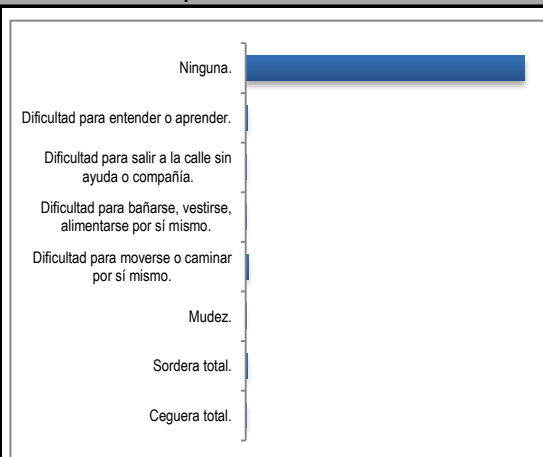 Ninguna.
Dificultad para entender o aprender.
Dificultad para salir a la calle sin
ayuda o compañía.
Dificultad para bañarse, vestirse,
alimentarse por sí mismo.
Dificultad para moverse o caminar
por sí mismo.
Mudez.
Sordera total.
Ceguera total.